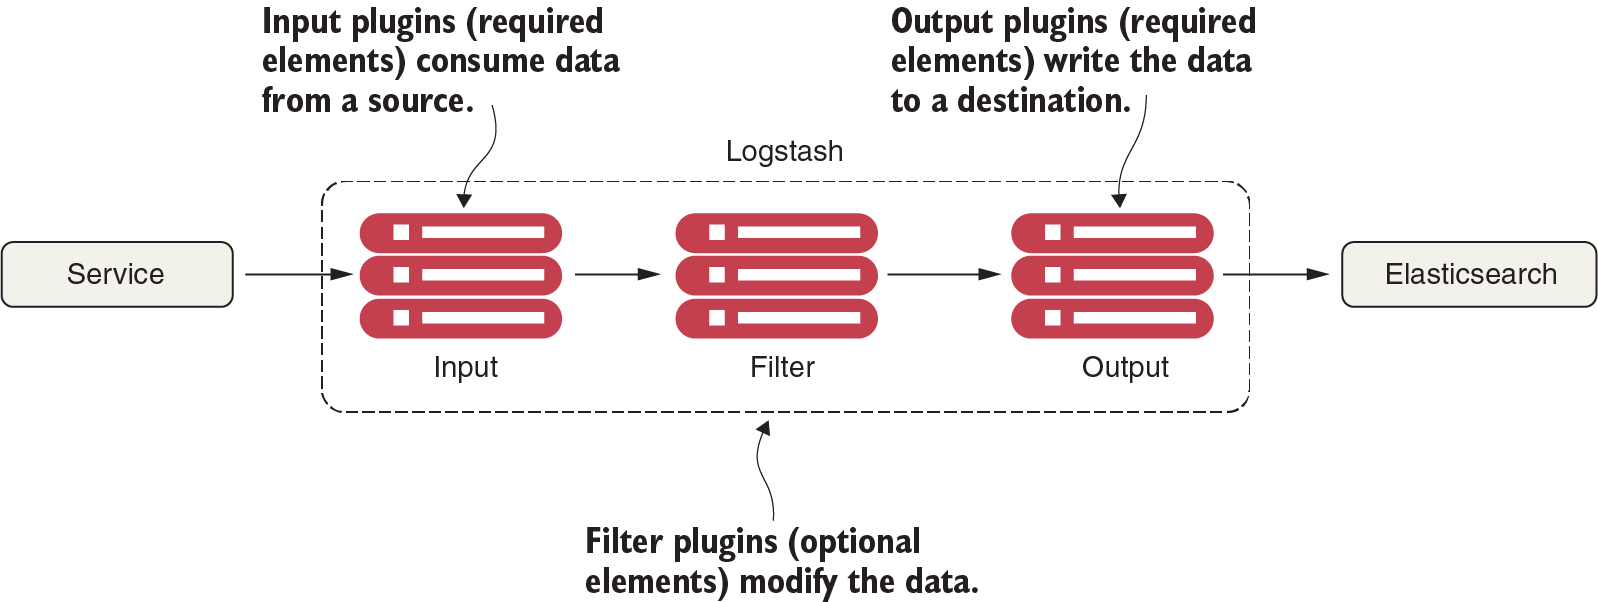 Input plugins (required
elements) consume data
from a source.
Output plugins (required
elements) write the data
to a destination.
Logstash
Service
Elasticsearch
Input
Filter
Output
Filter plugins (optional
elements) modify the data.